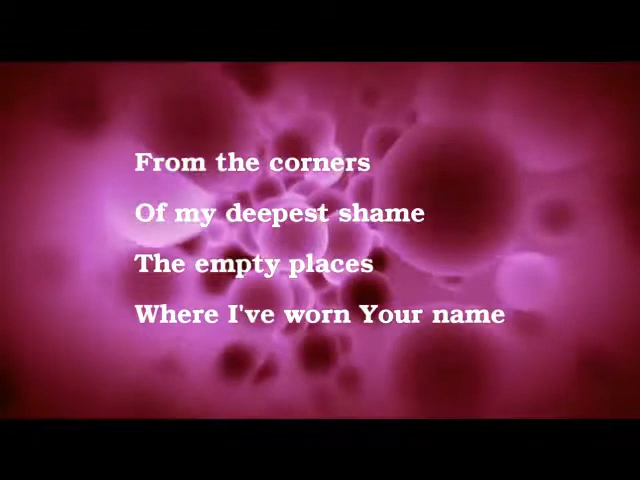 From the corners
Of my deepest shame
The empty places
Where I've worn Your name